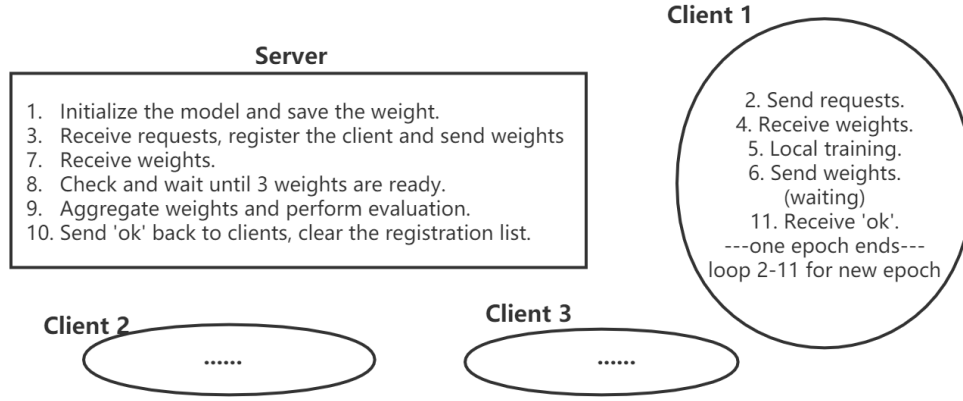 Client 1
Server
1. Initialize the model and save the weight.
3. Receive requests, register the client and send weights
7. Receive weights.
8. Check and wait until 3 weights are ready.
9. Aggregate weights and perform evaluation.
10. Send 'ok' back to clients, clear the registration list.
2. Send requests.
4. Receive weights.
5. Local training.
6. Send weights.
(waiting)
11. Receive 'ok'.
---one epoch ends---
loop 2-11 for new epoch
Client 2
......
Client 3
......